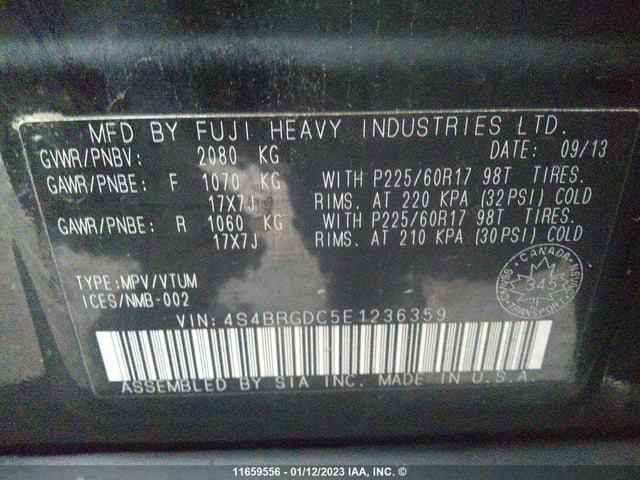 MFD BY FUJI HEAVY INDUSTRIES LTD.
GVWR/PNBV: 2080 KG DATE: 09/13
GAWR/PNBE: F 1070 KG WITH P225/60R17 98T TIRES.
17X7J RIMS. AT 220 KPA (32PSI) COLD
GAWR/PNBE: R 1060 KG WITH P225/60R17 98T TIRES.
17X7J RIMS. AT 210 KPA (30PSI) COLD
TYPE:MPV/VTUM
ICES/NMB-002
CANADA
345
VIN: 4S4BRGDC5E1236359
ASSEMBLED BY SIA INC. MADE IN U.S.A.
11659556 - 01/12/2023 IAA, INC. ©